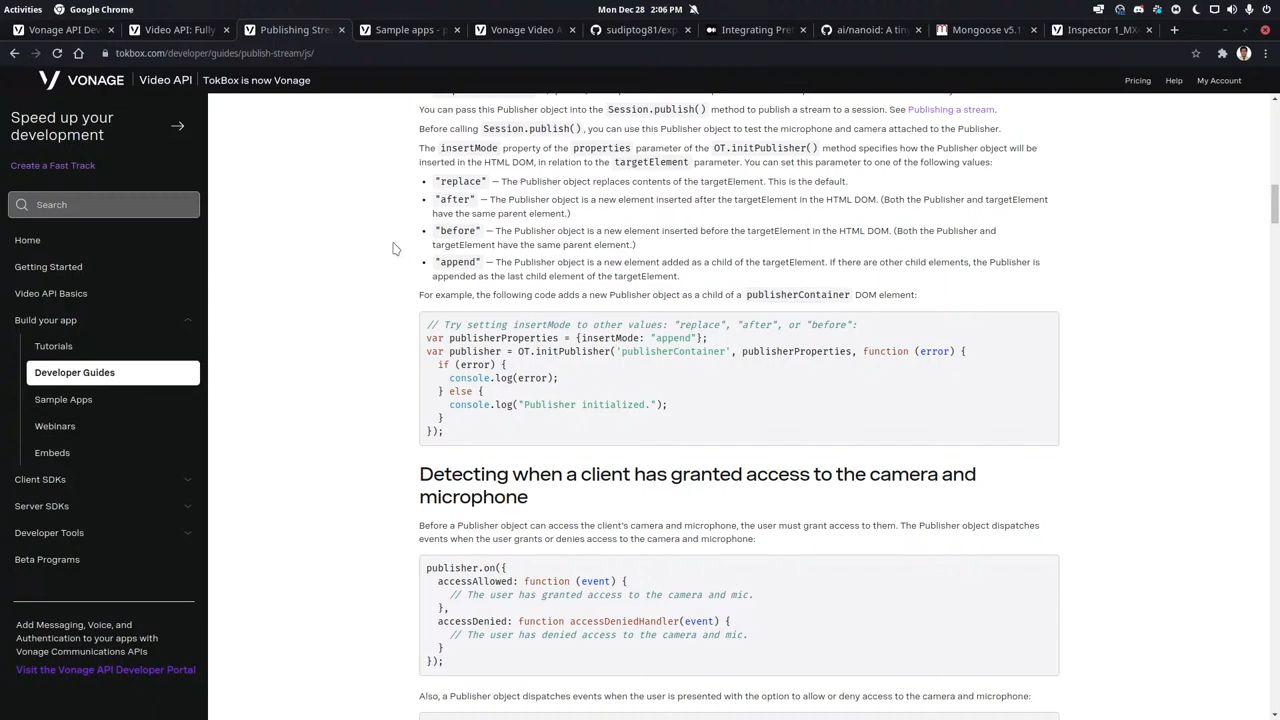 Activities
Google Chrome
Mon Dec 28 2:06 PM
Vonage API Dev
Video API: Fully
Publishing Stre
Sample apps - p
Vonage Video A
sudiptog81/exp
Integrating Pre
ai/nanoid: A tin
Mongoose v5.1
Inspector 1_MX-
tokbox.com/developer/guides/publish-stream/js/
VONAGE
Video API
TokBox is now Vonage
Pricing
Help
My Account
Speed up your
development
Create a Fast Track
Search
Home
Getting Started
Video API Basics
Build your app
Tutorials
Developer Guides
Sample Apps
Webinars
Embeds
Client SDKs
Server SDKs
Developer Tools
Beta Programs
Add Messaging, Voice, and
Authentication to your apps with
Vonage Communications APIs
Visit the Vonage API Developer Portal
You can pass this Publisher object into the Session.publish() method to publish a stream to a session. See Publishing a stream.
Before calling Session.publish(), you can use this Publisher object to test the microphone and camera attached to the Publisher.
The insertMode property of the properties parameter of the OT.initPublisher() method specifies how the Publisher object will be
inserted in the HTML DOM, in relation to the targetElement parameter. You can set this parameter to one of the following values:
• "replace" — The Publisher object replaces contents of the targetElement. This is the default.
• "after" — The Publisher object is a new element inserted after the targetElement in the HTML DOM. (Both the Publisher and targetElement
have the same parent element.)
• "before" — The Publisher object is a new element inserted before the targetElement in the HTML DOM. (Both the Publisher and
targetElement have the same parent element.)
• "append" — The Publisher object is a new element added as a child of the targetElement. If there are other child elements, the Publisher is
appended as the last child element of the targetElement.
For example, the following code adds a new Publisher object as a child of a publisherContainer DOM element:
// Try setting insertMode to other values: "replace", "after", or "before":
var publisherProperties = {insertMode: "append"};
var publisher = OT.initPublisher('publisherContainer', publisherProperties, function (error) {
if (error) {
console.log(error);
} else {
console.log("Publisher initialized.");
}
});
Detecting when a client has granted access to the camera and
microphone
Before a Publisher object can access the client's camera and microphone, the user must grant access to them. The Publisher object dispatches
events when the user grants or denies access to the camera and microphone:
publisher.on({
accessAllowed: function (event) {
// The user has granted access to the camera and mic.
},
accessDenied: function accessDeniedHandler(event) {
// The user has denied access to the camera and mic.
}
});
Also, a Publisher object dispatches events when the user is presented with the option to allow or deny access to the camera and microphone: